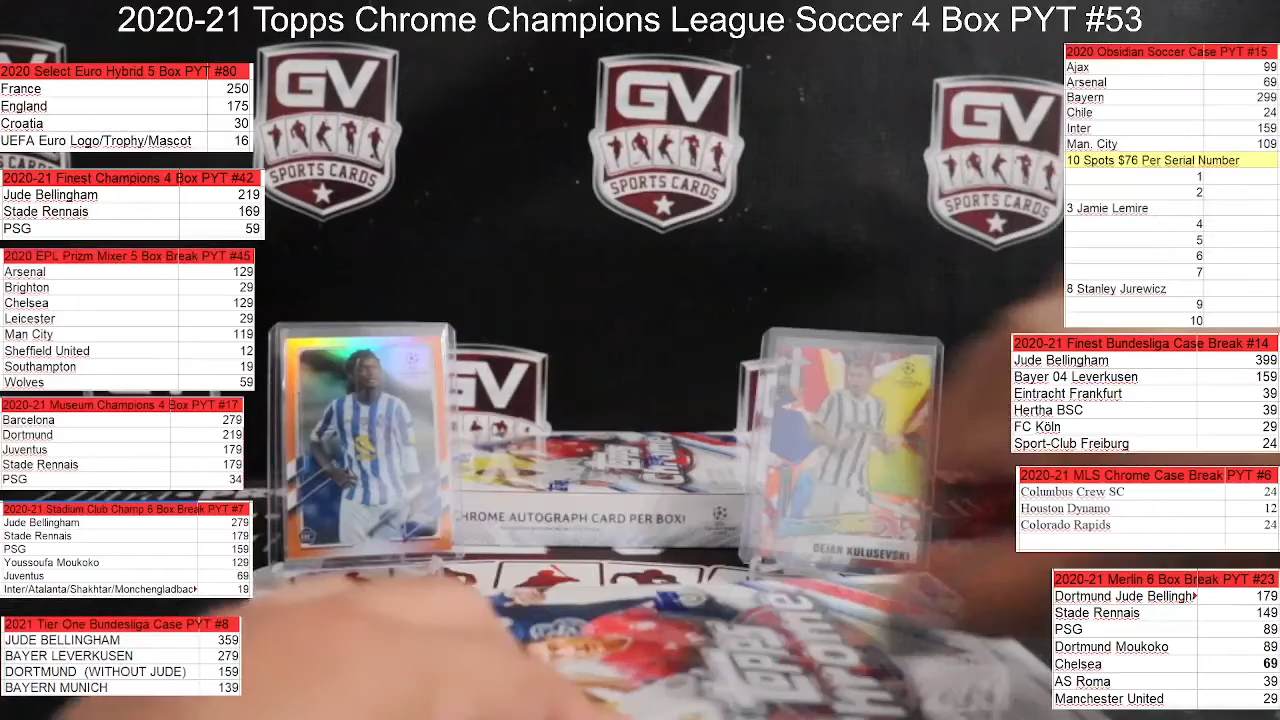 2020-21 Topps Chrome Champions League Soccer 4 Box PYT #53
2020 Select Euro Hybrid 5 Box PYT #80
France 250
England 175
Croatia 30
UEFA Euro Logo/Trophy/Mascot 16
2020-21 Finest Champions 4 Box PYT #42
Jude Bellingham 219
Stade Rennais 169
PSG 59
2020 EPL Prizm Mixer 5 Box Break PYT #45
Arsenal 129
Brighton 29
Chelsea 129
Leicester 29
Man City 119
Sheffield United 12
Southampton 19
Wolves 59
2020-21 Museum Champions 4 Box PYT #17
Barcelona 279
Dortmund 219
Juventus 179
Stade Rennais 179
PSG 34
2020-21 Stadium Club Champ 6 Box Break PYT #7
Jude Bellingham 279
Stade Rennais 179
PSG 159
Youssoufa Moukoko 129
Juventus 69
Inter/Atalanta/Shakhtar/Monchengladbac 19
2021 Tier One Bundesliga Case PYT #8
JUDE BELLINGHAM 359
BAYER LEVERKUSEN 279
DORTMUND (WITHOUT JUDE) 159
BAYERN MUNICH 139
GV
SPORTS CARDS
GV
SPORTS CARDS
GV
SPORTS CARDS
GV
CARDS
HROME AUTOGRAPH CARD PER BOX!
DEJAN KULUSEVSKI
2020 Obsidian Soccer Case PYT #15
Ajax 99
Arsenal 69
Bayern 299
Chile 24
Inter 159
Man. City 109
10 Spots $76 Per Serial Number
1
2
3 Jamie Lemire
4
5
6
7
8 Stanley Jurewicz
9
10
2020-21 Finest Bundesliga Case Break #14
Jude Bellingham 399
Bayer 04 Leverkusen 159
Eintracht Frankfurt 39
Hertha BSC 39
FC Köln 29
Sport-Club Freiburg 24
2020-21 MLS Chrome Case Break PYT #6
Columbus Crew SC 24
Houston Dynamo 12
Colorado Rapids 24
2020-21 Merlin 6 Box Break PYT #23
Dortmund Jude Bellingh 179
Stade Rennais 149
PSG 89
Dortmund Moukoko 89
Chelsea 69
AS Roma 39
Manchester United 29